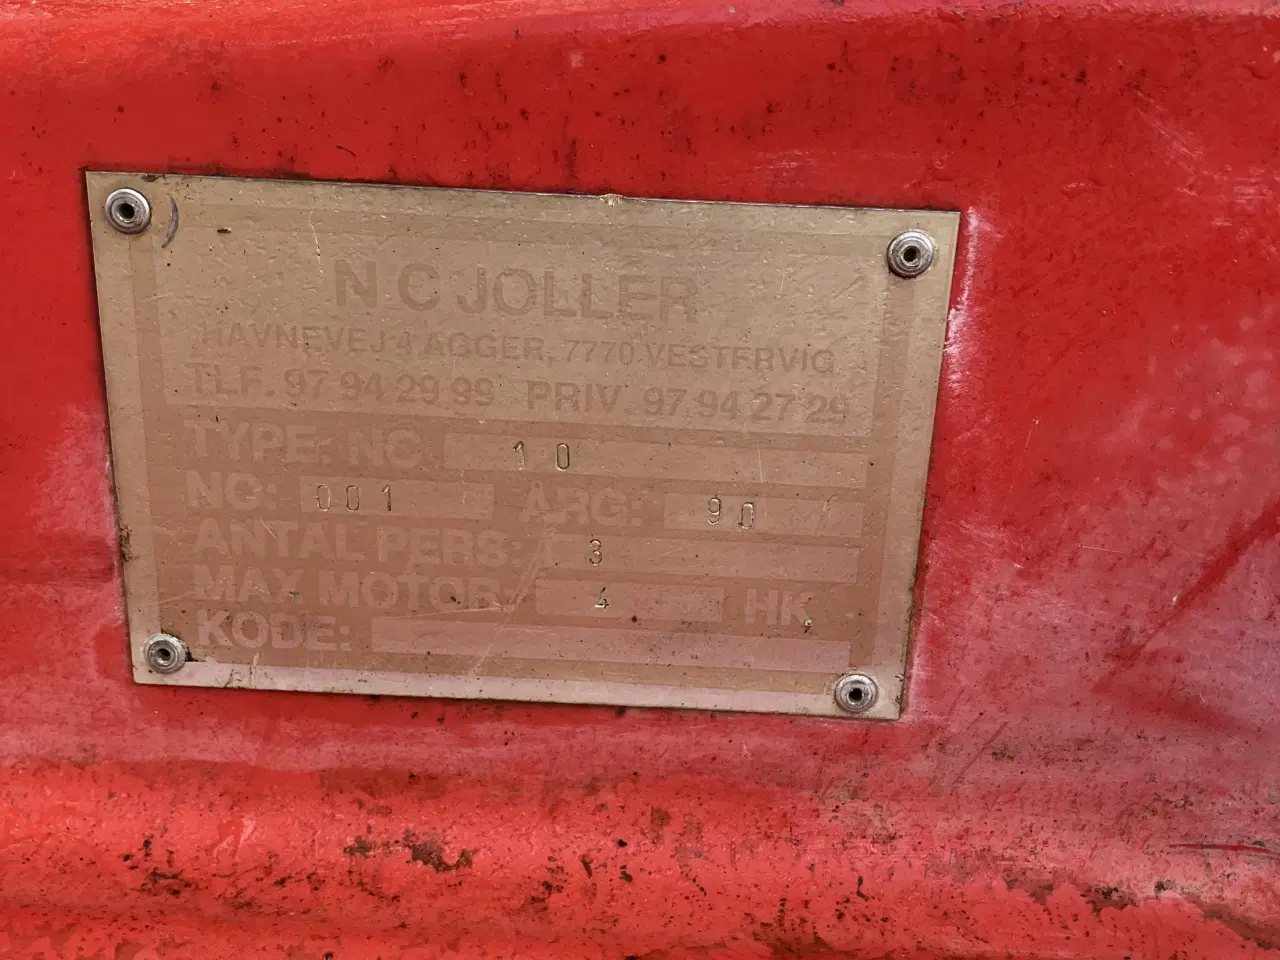 N C JOLLER
HAVNEVEJ 4 AGGER, 7770 VESTERVIG
TLF. 97 94 29 99 PRIV. 97 94 27 29
TYPE: NC 10
NO: 001 ÅRG: 90
ANTAL PERS: 3
MAX MOTOR: 4 HK
KODE: